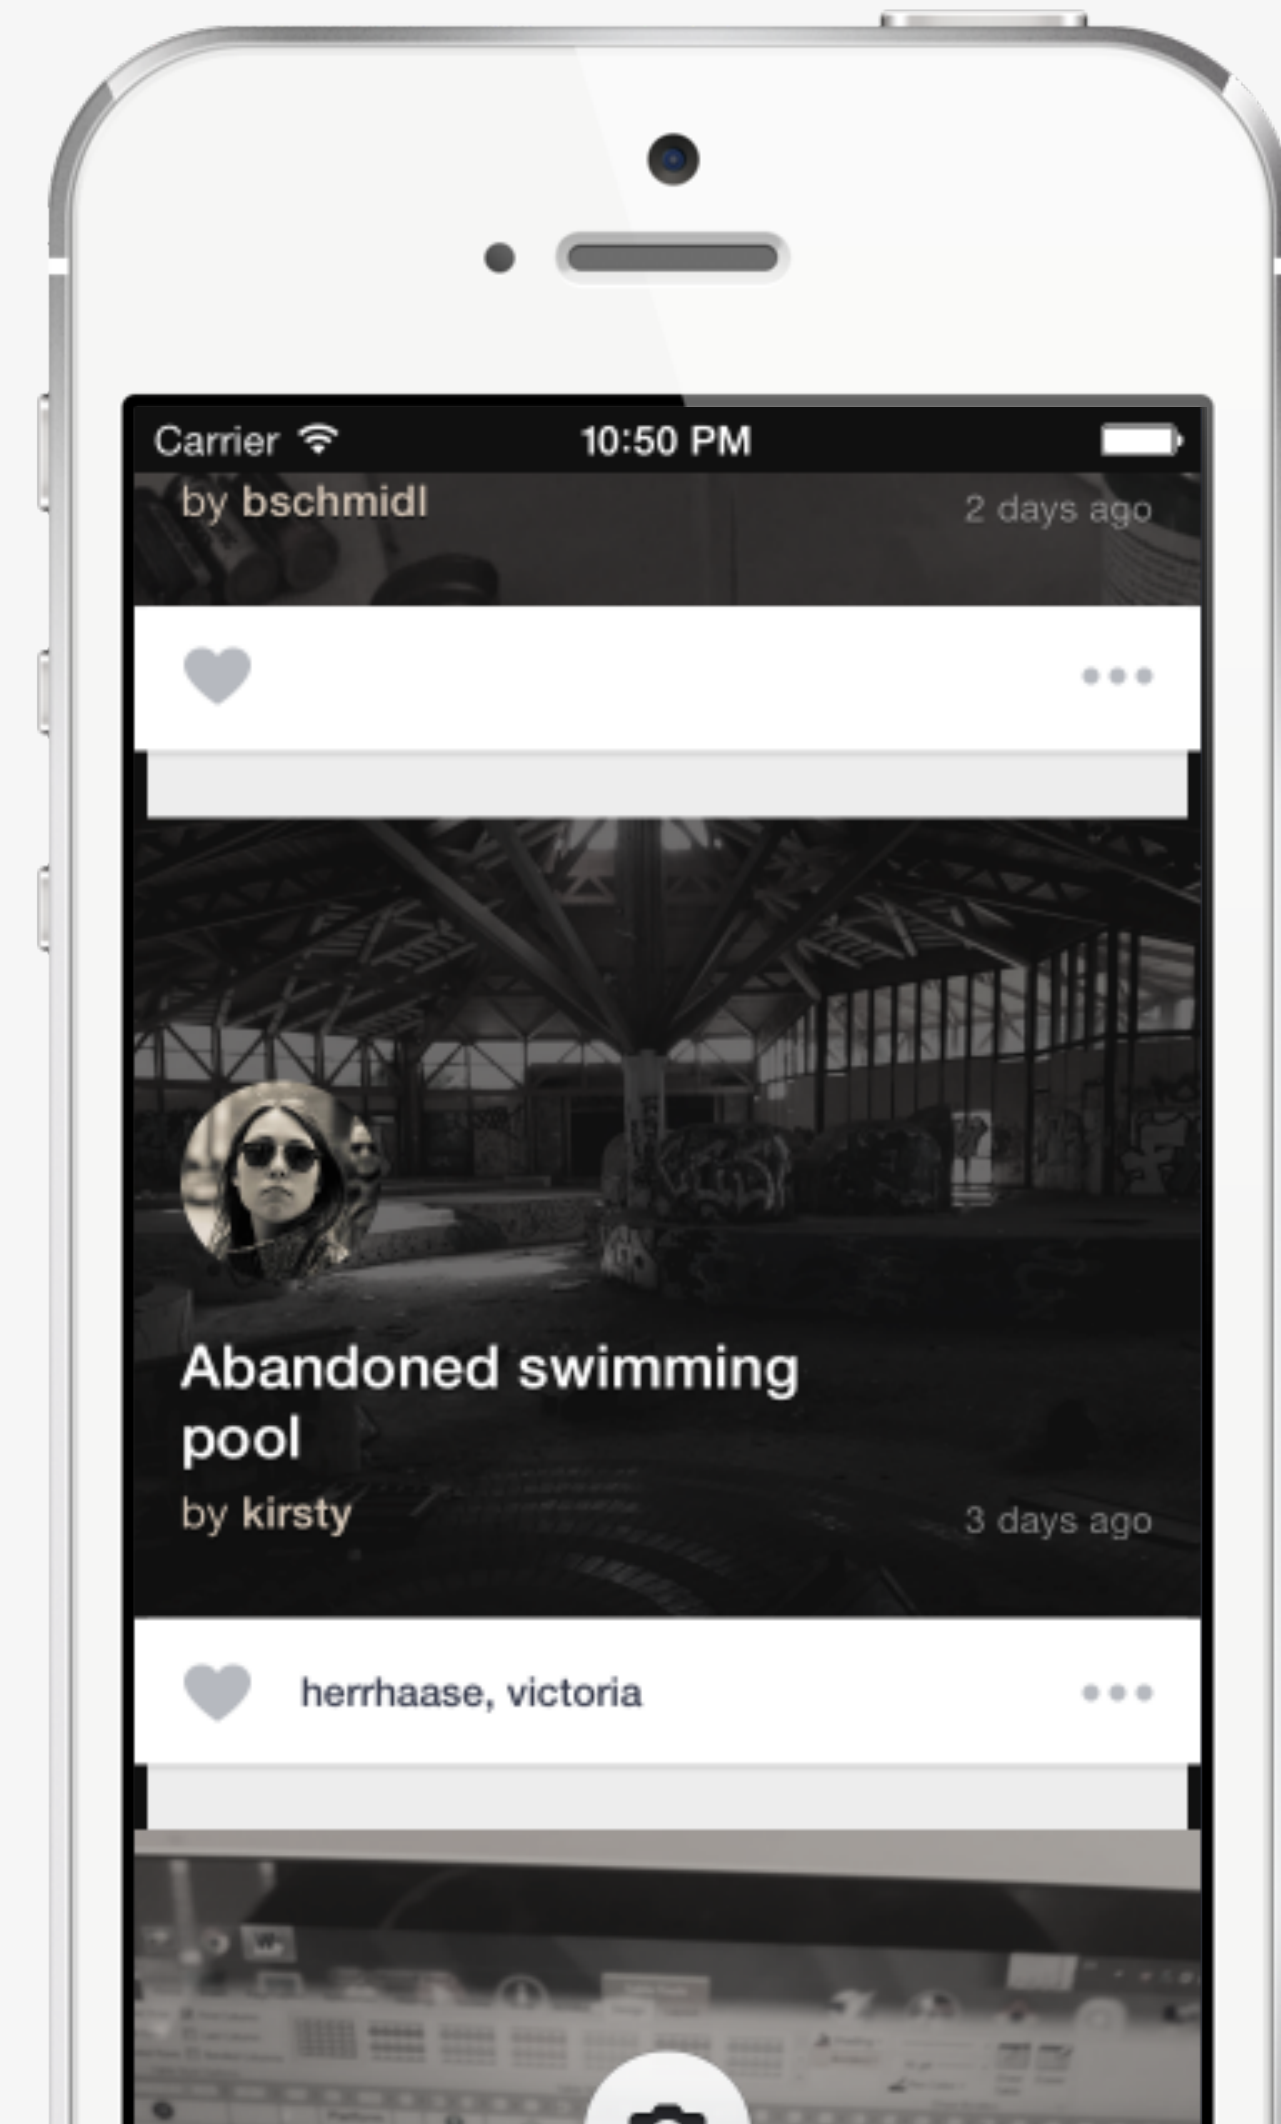 Carrier 10:50 PM
by bschmidl 2 days ago
Abandoned swimming
pool
by kirsty 3 days ago
herrhaase, victoria